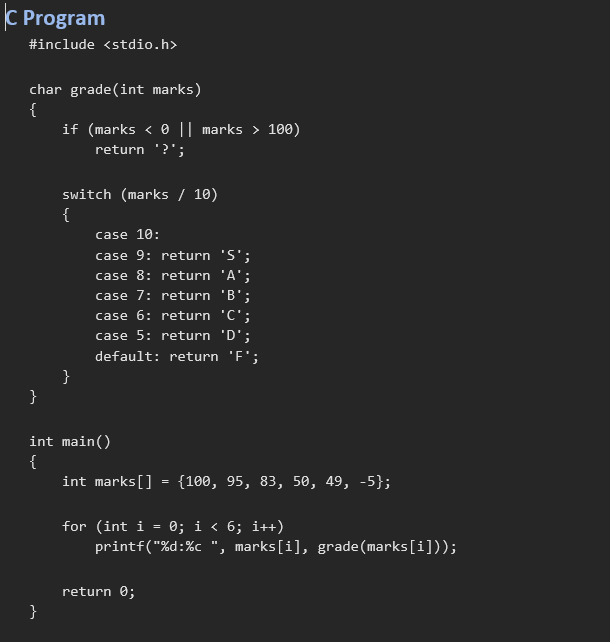 C Program
#include <stdio.h>

char grade(int marks)
{
    if (marks < 0 || marks > 100)
        return '?';

    switch (marks / 10)
    {
        case 10:
        case 9: return 'S';
        case 8: return 'A';
        case 7: return 'B';
        case 6: return 'C';
        case 5: return 'D';
        default: return 'F';
    }
}

int main()
{
    int marks[] = {100, 95, 83, 50, 49, -5};

    for (int i = 0; i < 6; i++)
        printf("%d:%c ", marks[i], grade(marks[i]));

    return 0;
}